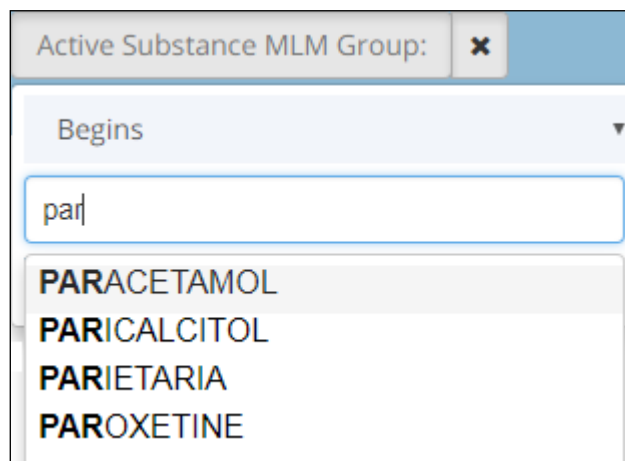 Active Substance MLM Group: ✖
Begins ▼
par
PARACETAMOL
PARICALCITOL
PARIETARIA
PAROXETINE